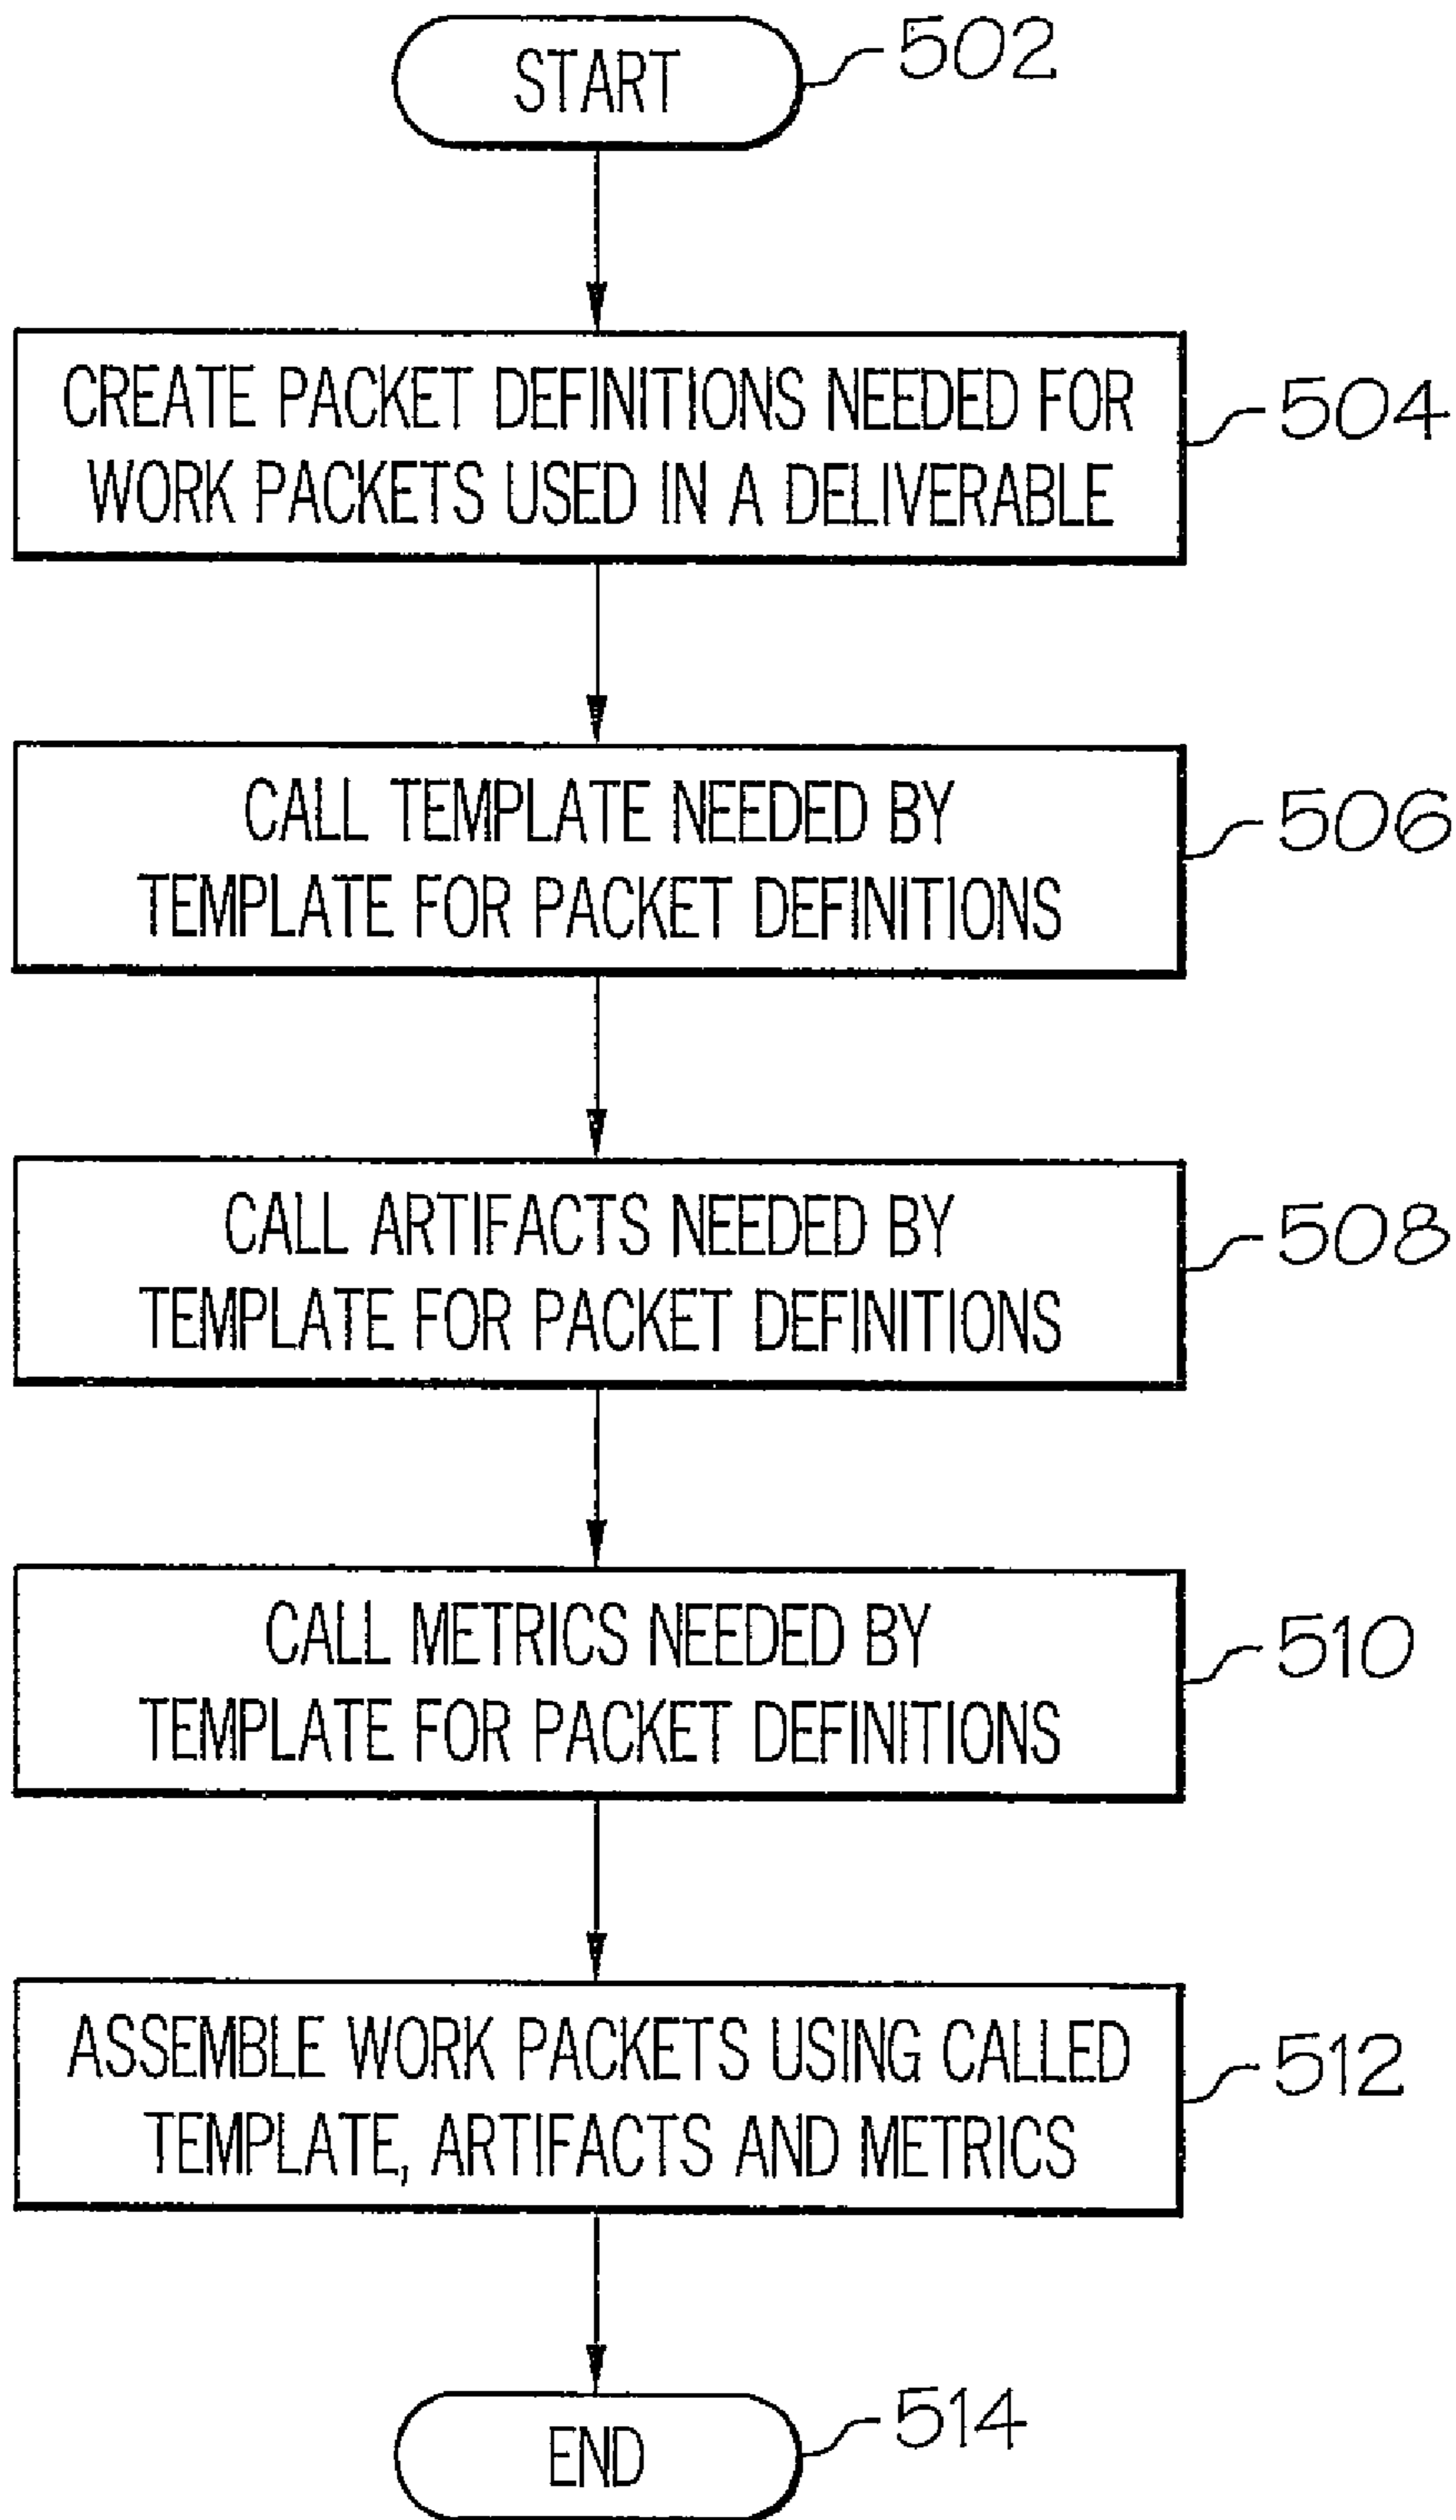 START
502
CREATE PACKET DEFINITIONS NEEDED FOR
WORK PACKETS USED IN A DELIVERABLE
504
CALL TEMPLATE NEEDED BY
TEMPLATE FOR PACKET DEFINITIONS
506
CALL ARTIFACTS NEEDED BY
TEMPLATE FOR PACKET DEFINITIONS
508
CALL METRICS NEEDED BY
TEMPLATE FOR PACKET DEFINITIONS
510
ASSEMBLE WORK PACKETS USING CALLED
TEMPLATE, ARTIFACTS AND METRICS
512
END
514